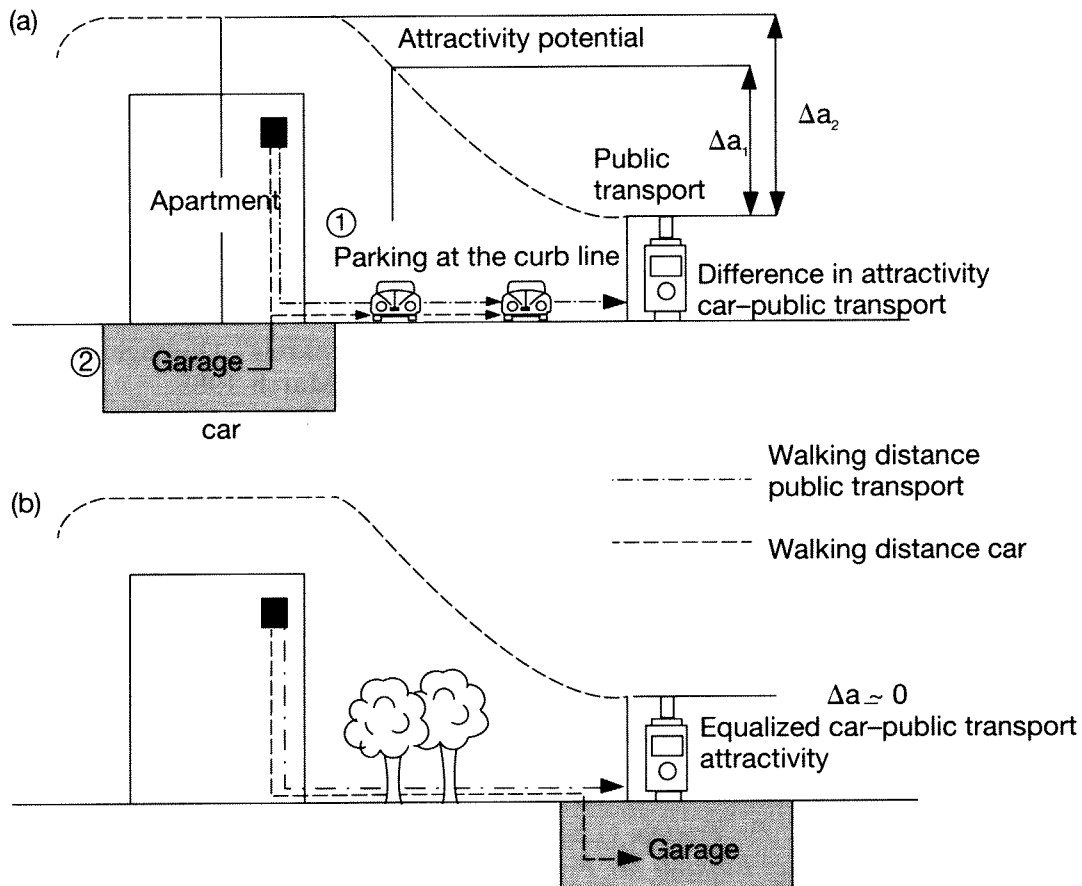 (a)
Attractivity potential
Δa₂
Δa₁
Public
transport
Apartment
①
Parking at the curb line
Difference in attractivity
car–public transport
②
Garage
car
Walking distance
public transport
(b)
Walking distance car
Δa ≃ 0
Equalized car–public transport
attractivity
Garage